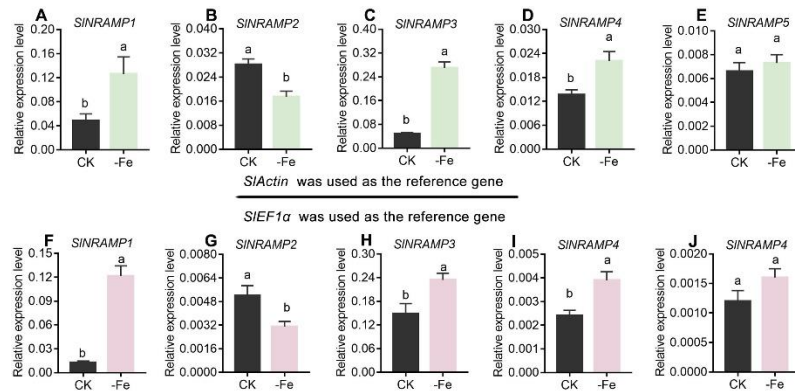 A SlNRAMP1
Relative expression level
0.20
0.16
0.12
0.08
0.04
0.00
b
a
CK -Fe
B SlNRAMP2
Relative expression level
0.040
0.032
0.024
0.016
0.008
0.000
a
b
CK -Fe
C SlNRAMP3
Relative expression level
0.40
0.32
0.24
0.16
0.08
0.00
b
a
CK -Fe
D SlNRAMP4
Relative expression level
0.030
0.024
0.018
0.012
0.006
0.000
b
a
CK -Fe
E SlNRAMP5
Relative expression level
0.010
0.008
0.006
0.004
0.002
0.000
a
a
CK -Fe
SlActin was used as the reference gene
SlEF1α was used as the reference gene
F SlNRAMP1
Relative expression level
0.15
0.12
0.09
0.06
0.03
0.00
b
a
CK -Fe
G SlNRAMP2
Relative expression level
0.0080
0.0064
0.0048
0.0032
0.0016
0.0000
a
b
CK -Fe
H SlNRAMP3
Relative expression level
0.30
0.24
0.18
0.12
0.06
0.00
b
a
CK -Fe
I SlNRAMP4
Relative expression level
0.005
0.004
0.003
0.002
0.001
0.000
b
a
CK -Fe
J SlNRAMP4
Relative expression level
0.0020
0.0015
0.0010
0.0005
0.0000
a
a
CK -Fe